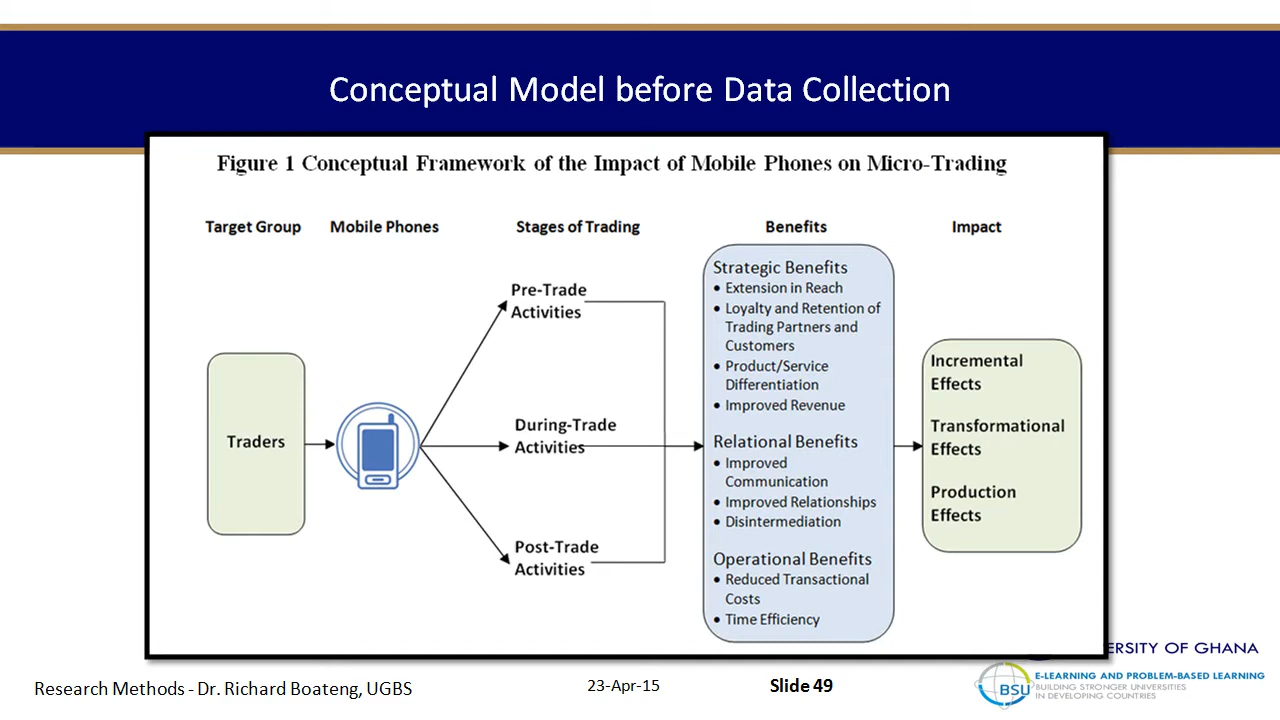 Conceptual Model before Data Collection
Figure 1 Conceptual Framework of the Impact of Mobile Phones on Micro-Trading
Target Group
Mobile Phones
Stages of Trading
Benefits
Impact
Traders
Pre-Trade
Activities
During-Trade
Activities
Post-Trade
Activities
Strategic Benefits
• Extension in Reach
• Loyalty and Retention of
Trading Partners and
Customers
• Product/Service
Differentiation
• Improved Revenue
Relational Benefits
• Improved
Communication
• Improved Relationships
• Disintermediation
Operational Benefits
• Reduced Transactional
Costs
• Time Efficiency
Incremental
Effects
Transformational
Effects
Production
Effects
ERSITY OF GHANA
Research Methods - Dr. Richard Boateng, UGBS
23-Apr-15
Slide 49
BSU
E-LEARNING AND PROBLEM-BASED LEARNING
BUILDING STRONGER UNIVERSITIES
IN DEVELOPING COUNTRIES